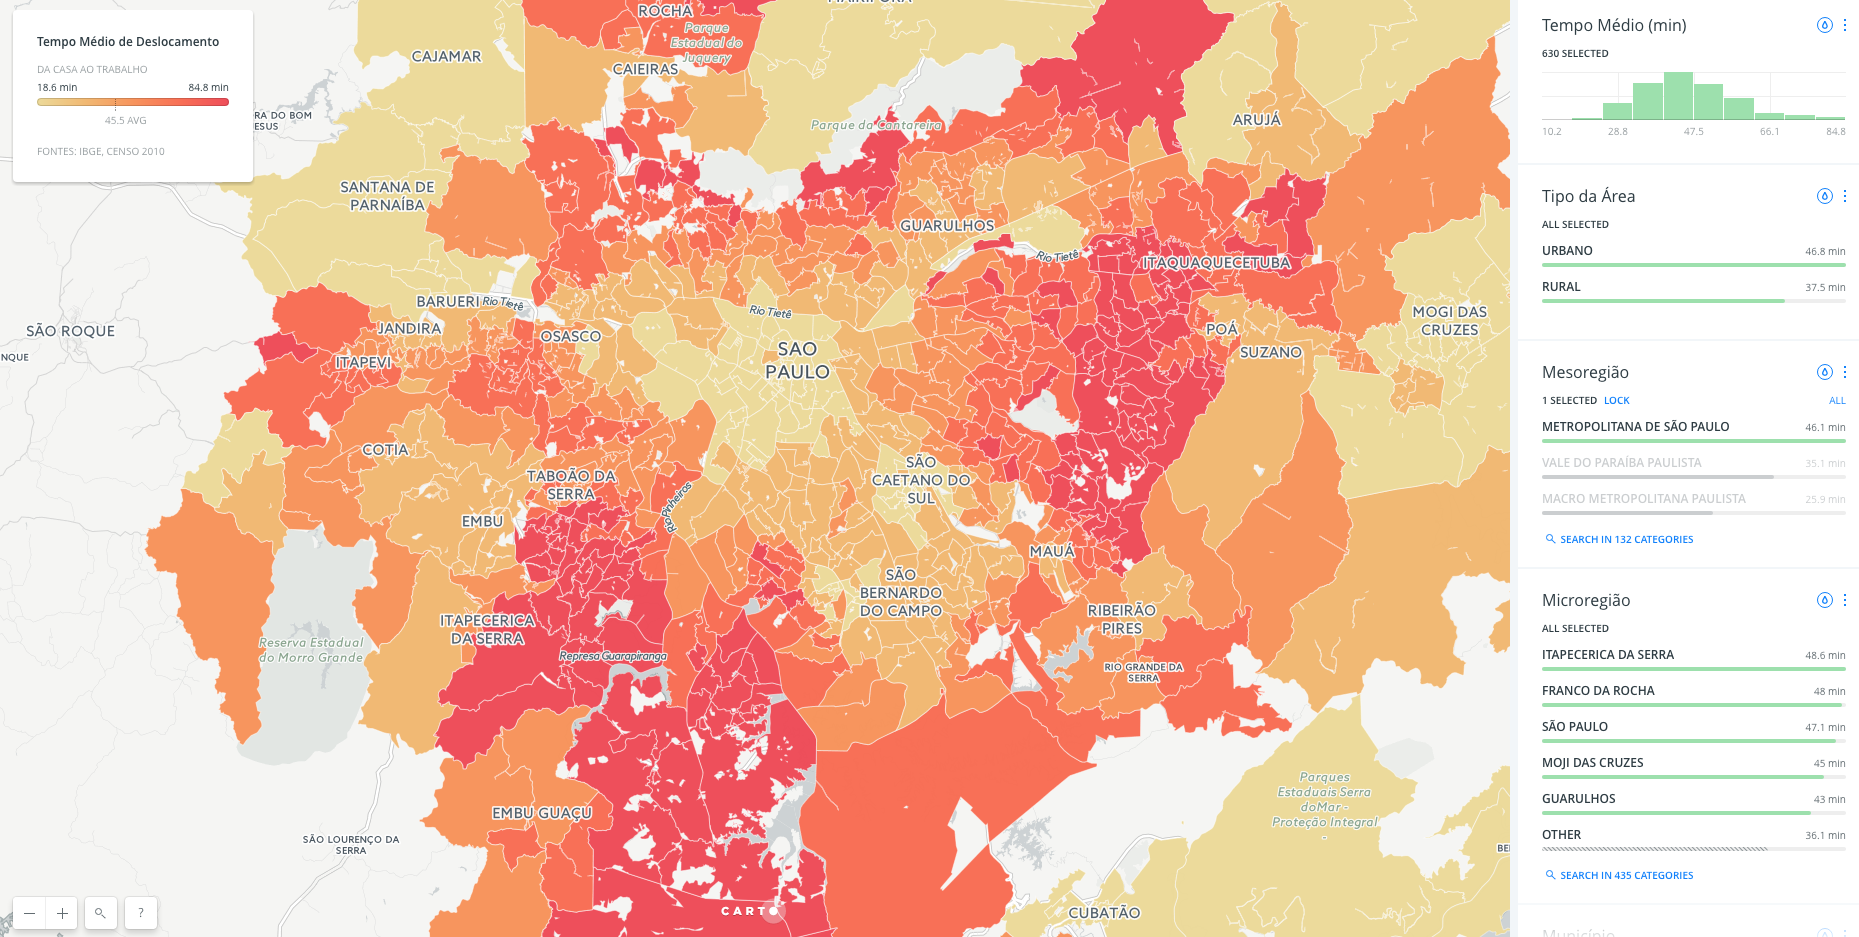 Tempo Médio de Deslocamento
DA CASA AO TRABALHO
18.6 min 84.8 min
45.5 AVG
FONTES: IBGE, CENSO 2010
ROCHA
Parque
Estadual do
Juquery
CAJAMAR
CAIEIRAS
RA DO BOM
ESUS
Parque da Cantareira
ARUJÁ
SANTANA DE
PARNAÍBA
GUARULHOS
Rio Tietê
ITAQUAQUECETUBA
BARUERI
Rio Tietê
Rio Tietê
SÃO ROQUE
NQUE
JANDIRA
OSASCO
ITAPEVI
SAO
PAULO
POÁ
SUZANO
MOGI DAS
CRUZES
COTIA
TABOÃO DA
SERRA
SÃO
CAETANO DO
SUL
Rio Pinheiros
EMBU
MAUÁ
SÃO
BERNARDO
DO CAMPO
RIBEIRÃO
PIRES
ITAPECERICA
DA SERRA
Reserva Estadual
do Morro Grande
Represa Guarapiranga
RIO GRANDE DA
SERRA
Parques
Estaduais Serra
doMar -
Proteção Integral
-
EMBU GUAÇU
SÃO LOURENÇO DA
SERRA
BE
CUBATÃO
CARTO
?
Tempo Médio (min)
630 SELECTED
10.2 28.8 47.5 66.1 84.8
Tipo da Área
ALL SELECTED
URBANO 46.8 min
RURAL 37.5 min
Mesoregião
1 SELECTED LOCK ALL
METROPOLITANA DE SÃO PAULO 46.1 min
VALE DO PARAÍBA PAULISTA 35.1 min
MACRO METROPOLITANA PAULISTA 25.9 min
SEARCH IN 132 CATEGORIES
Microregião
ALL SELECTED
ITAPECERICA DA SERRA 48.6 min
FRANCO DA ROCHA 48 min
SÃO PAULO 47.1 min
MOJI DAS CRUZES 45 min
GUARULHOS 43 min
OTHER 36.1 min
SEARCH IN 435 CATEGORIES
Município